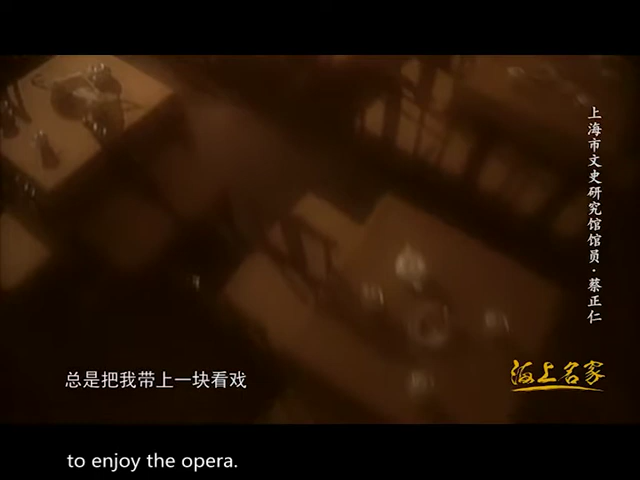 上海市文史研究馆馆员·蔡正仁
海上名家
总是把我带上一块看戏
to enjoy the opera.